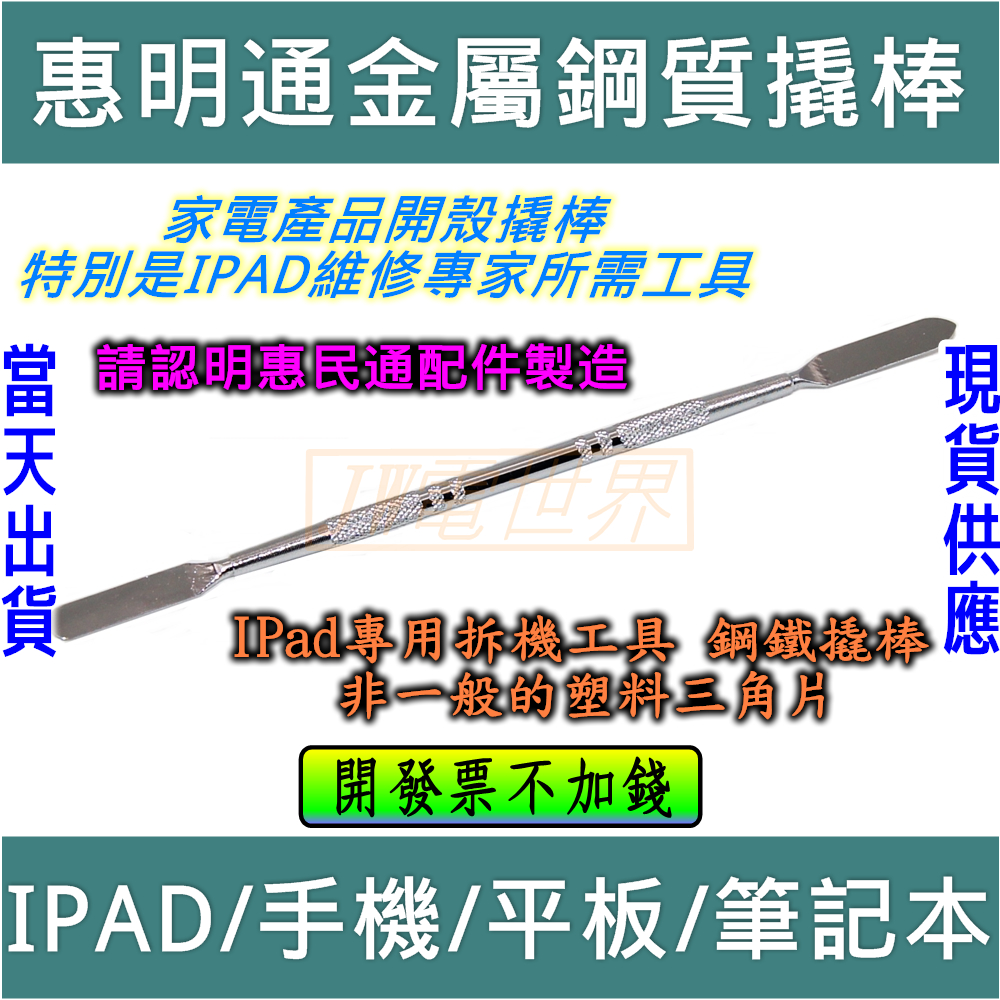 惠明通金屬鋼質撬棒
家電產品開殼撬棒
特別是IPAD維修專家所需工具
請認明惠民通配件製造
當天出貨
現貨供應
IPad專用拆機工具 鋼鐵撬棒
非一般的塑料三角片
開發票不加錢
IPAD/手機/平板/筆記本